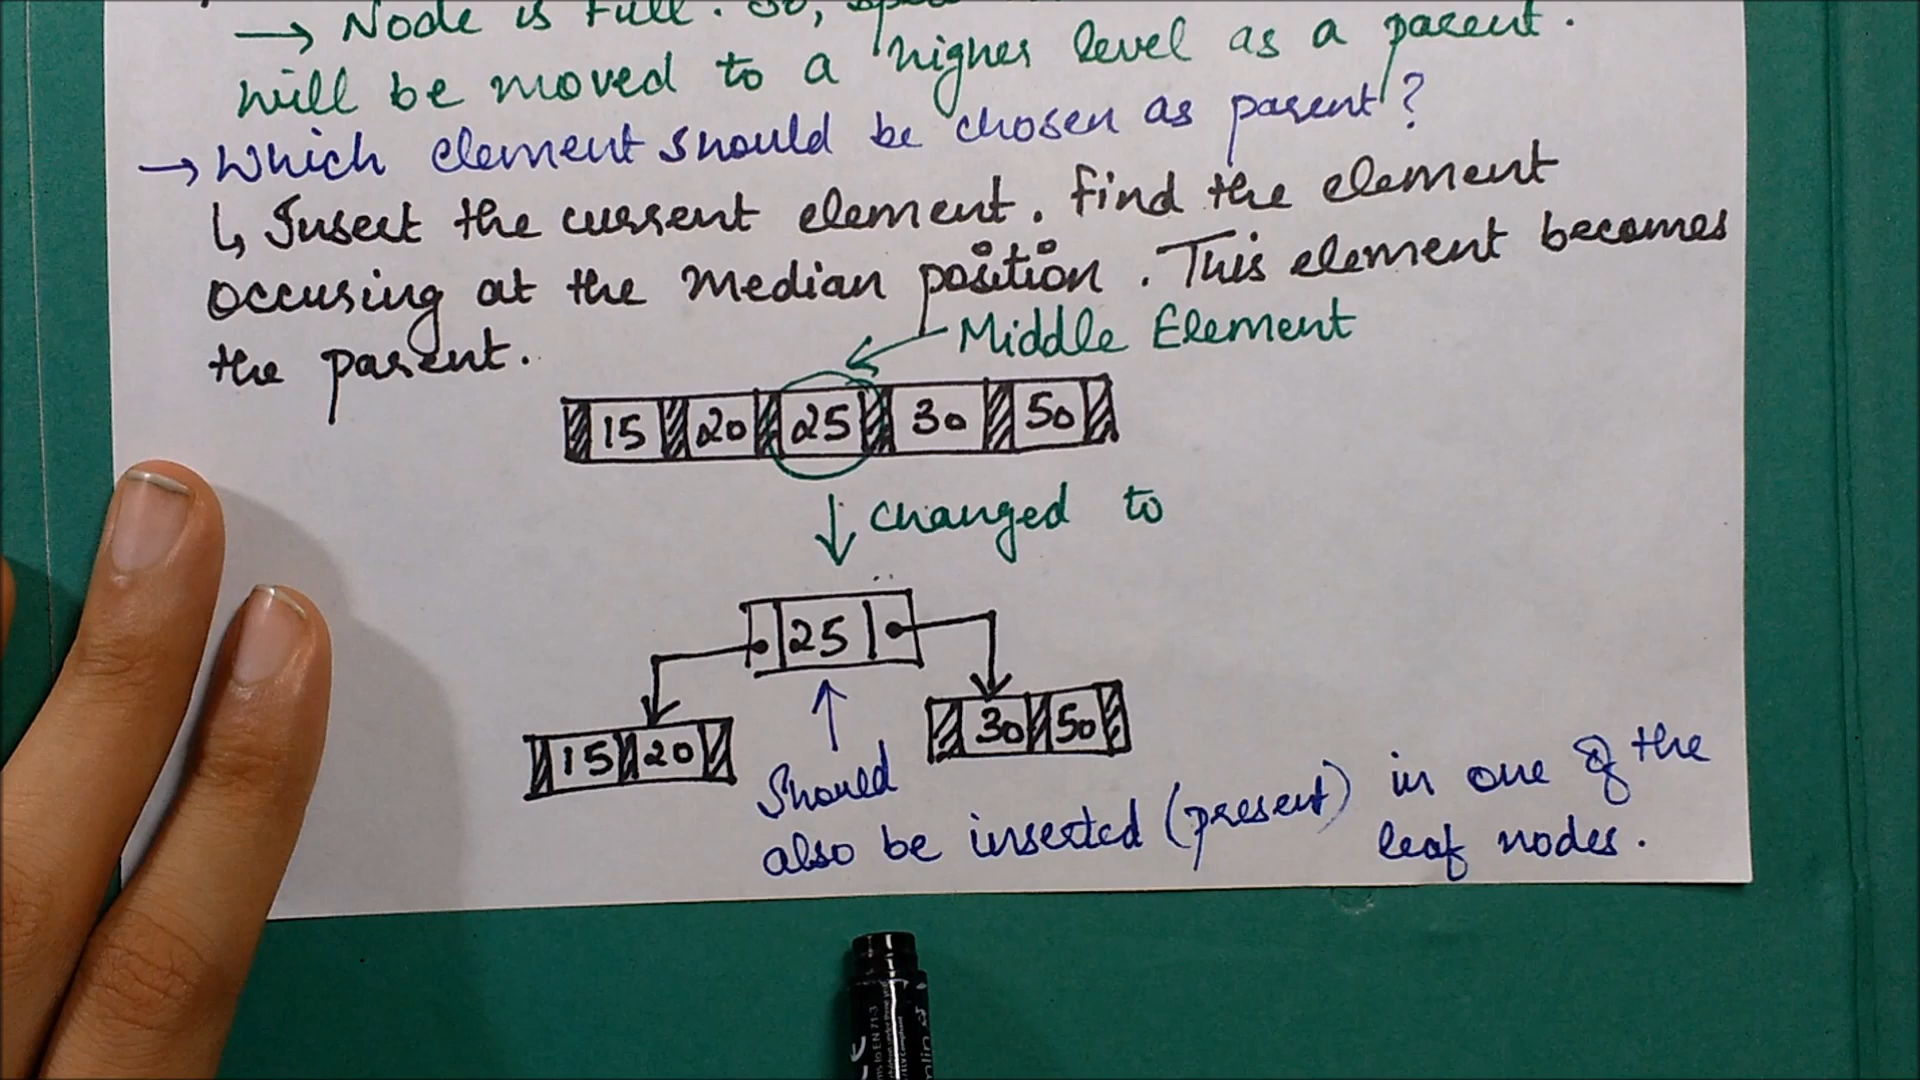 → Node is full. So,
will be moved to a higher level as a parent.
→ Which element should be chosen as parent?
↳ Insert the current element. Find the element
occuring at the median position. This element becomes
the parent.
Middle Element
15 20 25 30 50
↓ changed to
25
15 20
30 50
↑
Should
also be inserted (present) in one of the
leaf nodes.